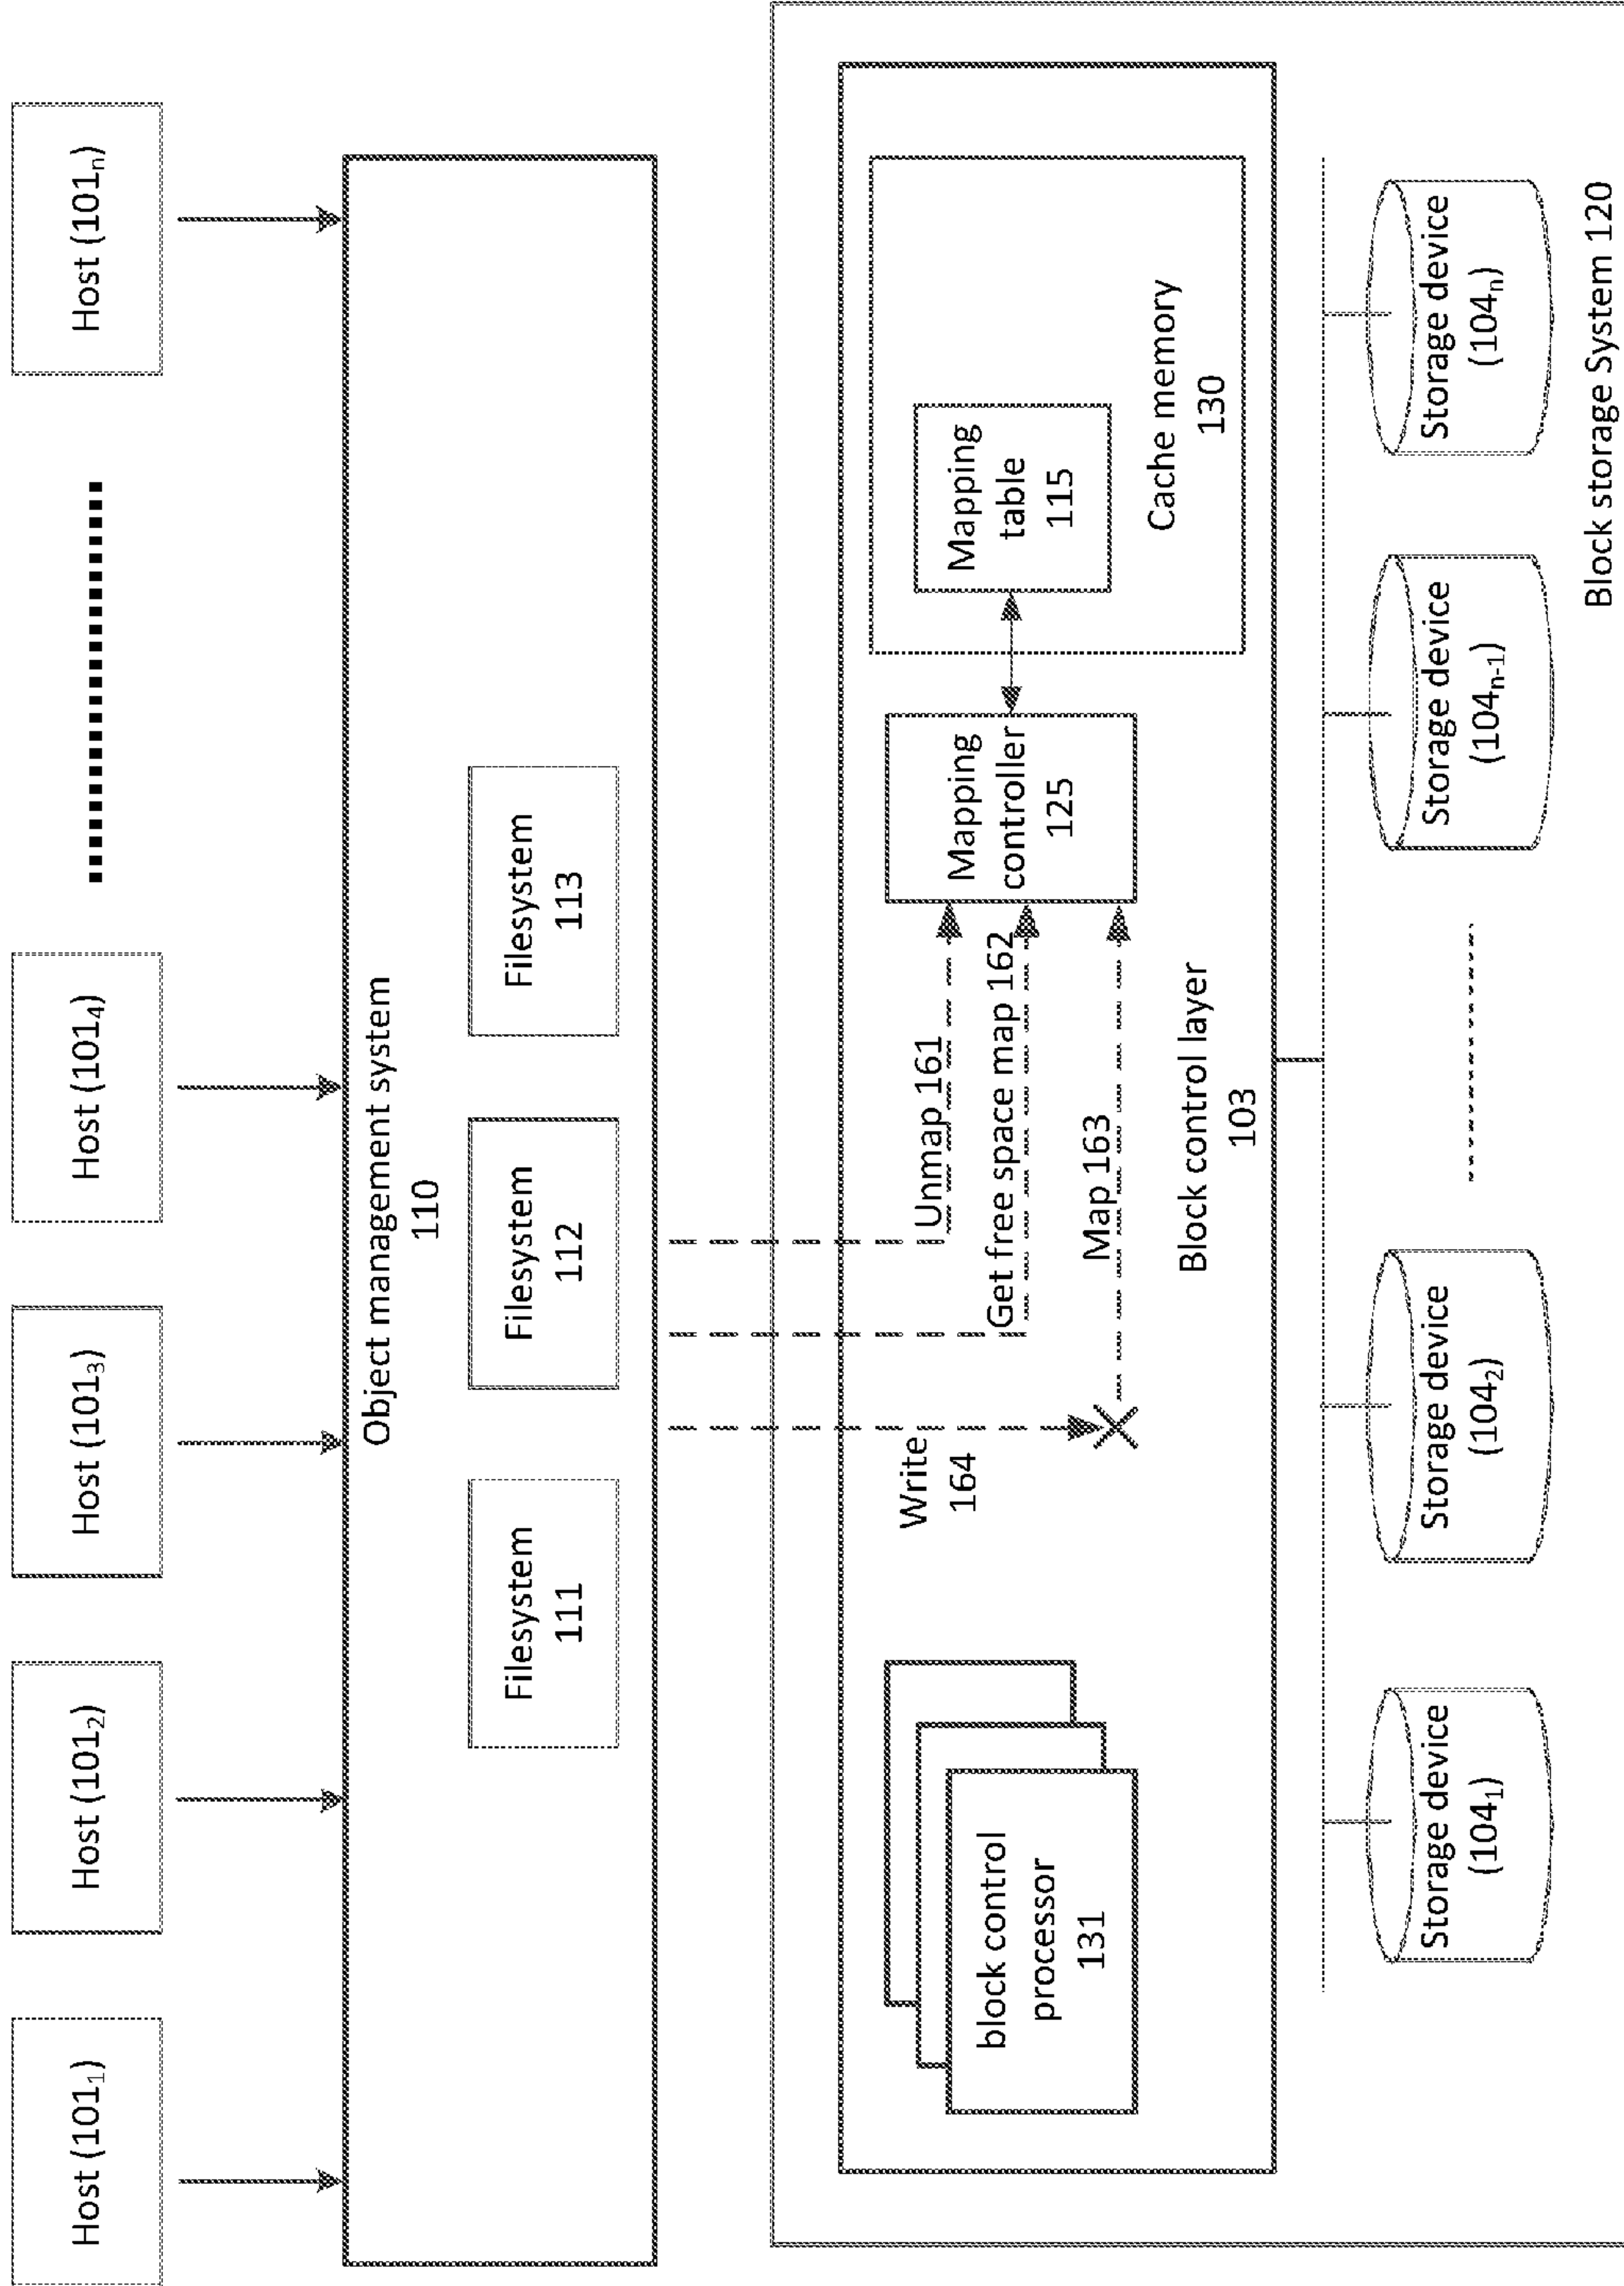 Host (101₁)
Host (101₂)
Host (101₃)
Host (101₄)
Host (101ₙ)
Object management system
110
Filesystem
111
Filesystem
112
Filesystem
113
block control
processor
131
Write
164
Unmap 161
Get free space map 162
Map 163
Mapping
controller
125
Mapping
table
115
Cache memory
130
Block control layer
103
Storage device
(104₁)
Storage device
(104₂)
Storage device
(104ₙ₋₁)
Storage device
(104ₙ)
Block storage System 120